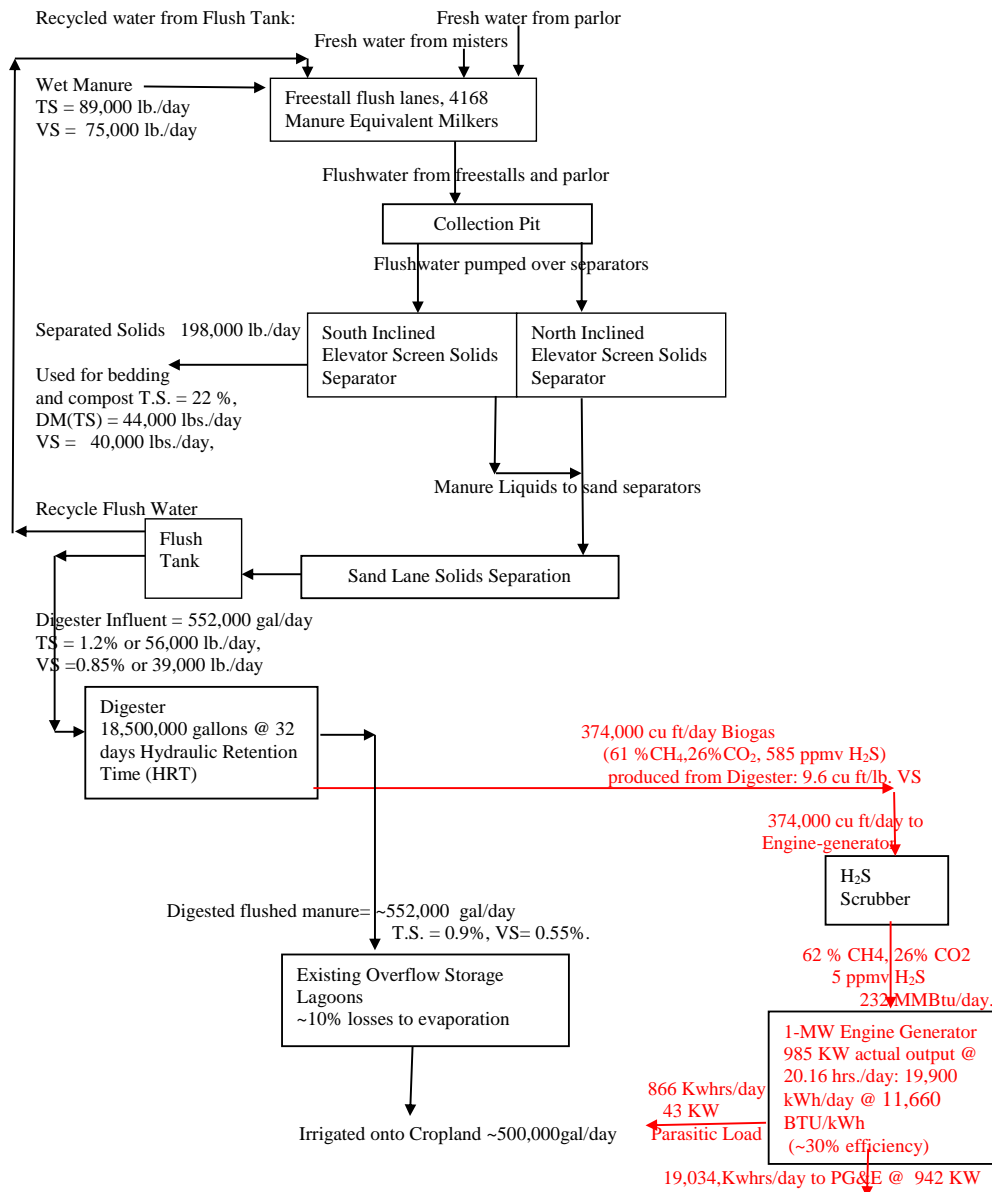 Recycled water from Flush Tank:
Fresh water from parlor
Fresh water from misters
Wet Manure
TS = 89,000 lb./day
VS = 75,000 lb./day
Freestall flush lanes, 4168
Manure Equivalent Milkers
Flushwater from freestalls and parlor
Collection Pit
Flushwater pumped over separators
Separated Solids 198,000 lb./day
Used for bedding
and compost T.S. = 22 %,
DM(TS) = 44,000 lbs./day
VS = 40,000 lbs./day,
South Inclined
Elevator Screen Solids
Separator
North Inclined
Elevator Screen Solids
Separator
Manure Liquids to sand separators
Recycle Flush Water
Flush
Tank
Sand Lane Solids Separation
Digester Influent = 552,000 gal/day
TS = 1.2% or 56,000 lb./day,
VS =0.85% or 39,000 lb./day
Digester
18,500,000 gallons @ 32
days Hydraulic Retention
Time (HRT)
374,000 cu ft/day Biogas
(61 %CH₄,26%CO₂, 585 ppmv H₂S)
produced from Digester: 9.6 cu ft/lb. VS
374,000 cu ft/day to
Engine-generator
H₂S
Scrubber
Digested flushed manure= ~552,000 gal/day
T.S. = 0.9%, VS= 0.55%.
62 % CH4, 26% CO2
5 ppmv H₂S
232 MMBtu/day.
Existing Overflow Storage
Lagoons
~10% losses to evaporation
1-MW Engine Generator
985 KW actual output @
20.16 hrs./day: 19,900
kWh/day @ 11,660
BTU/kWh
(~30% efficiency)
866 Kwhrs/day
43 KW
Parasitic Load
Irrigated onto Cropland ~500,000gal/day
19,034,Kwhrs/day to PG&E @ 942 KW